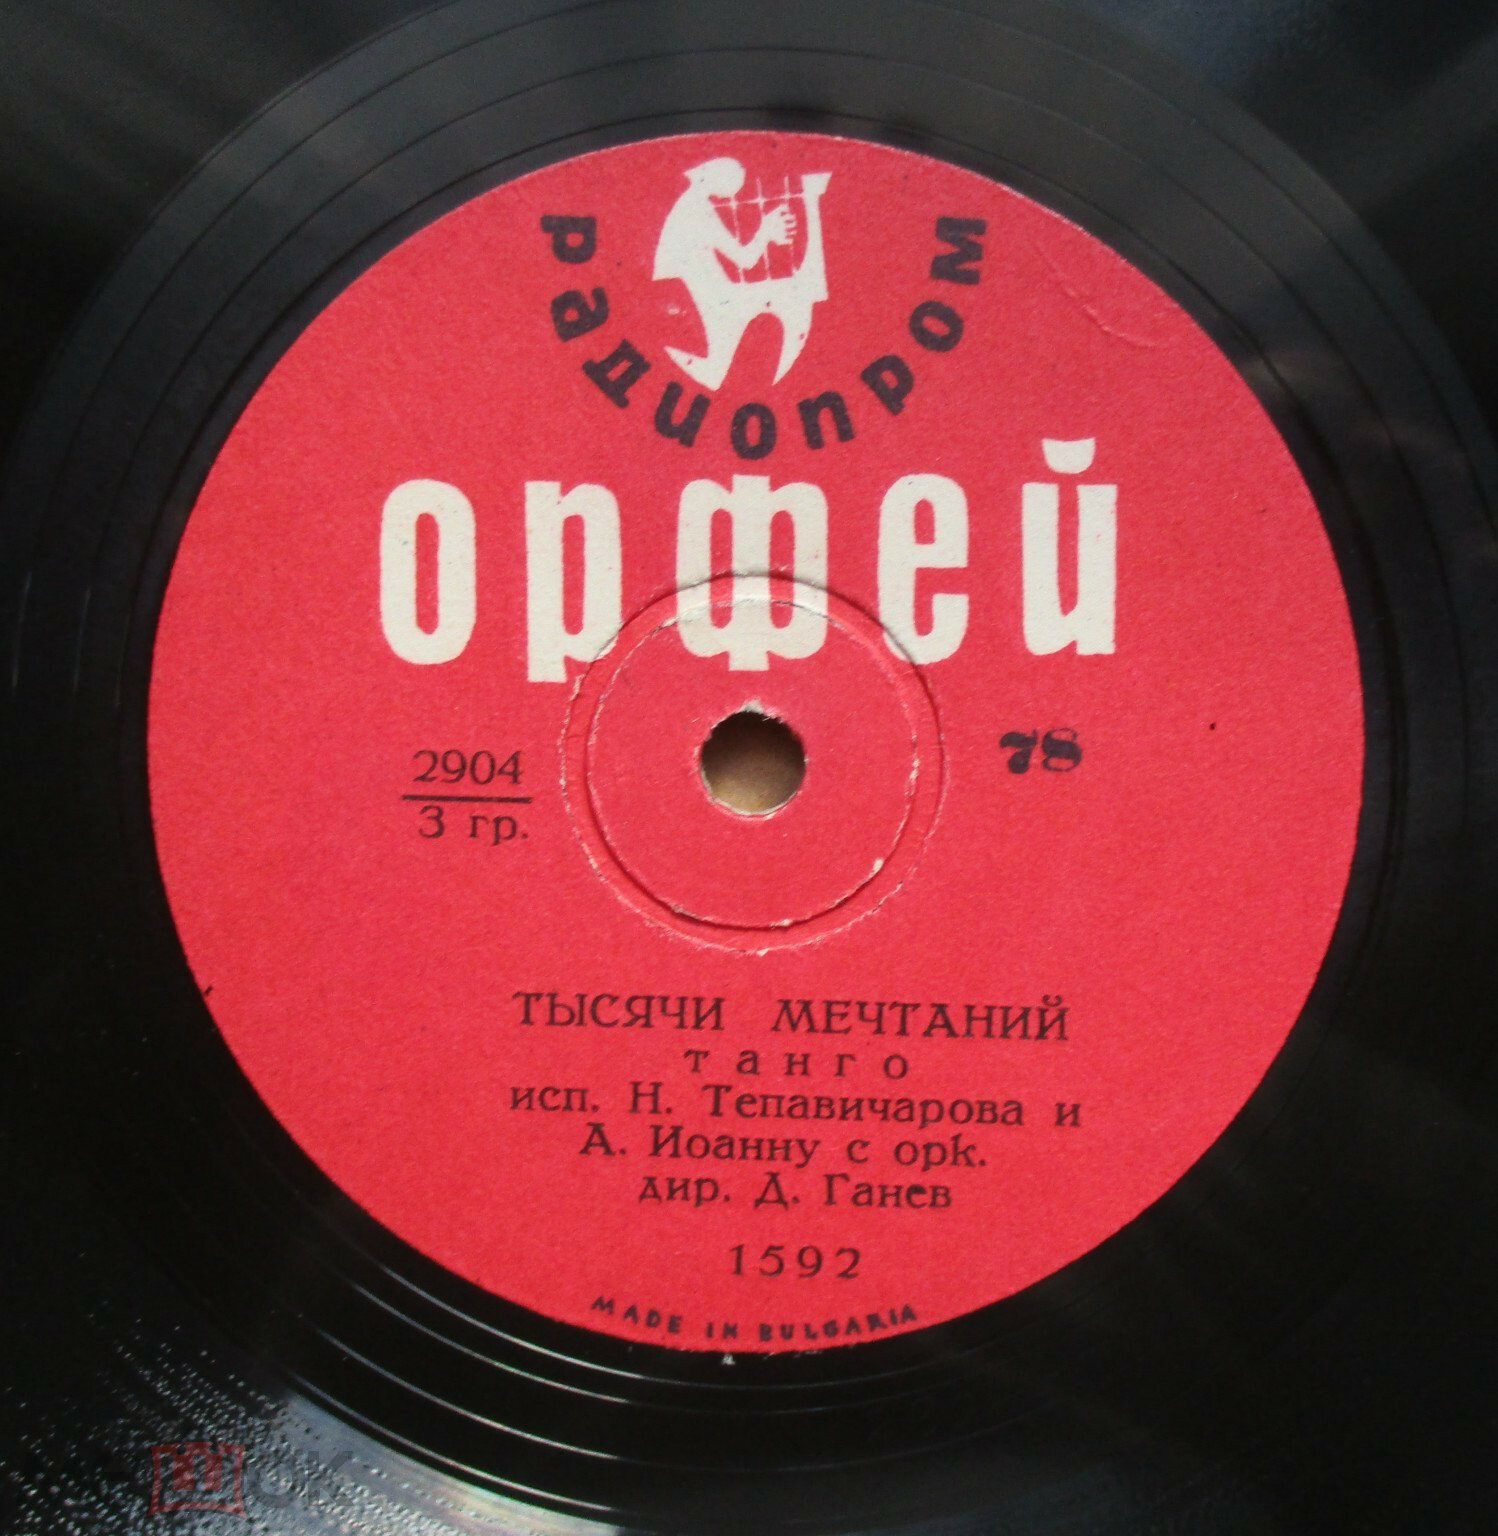 радиопром
орфей
2904
3 гр.
78
ТЫСЯЧИ МЕЧТАНИЙ
танго
исп. Н. Тепавичарова и
А. Иоанну с орк.
дир. Д. Ганев
1592
MADE IN BULGARIA